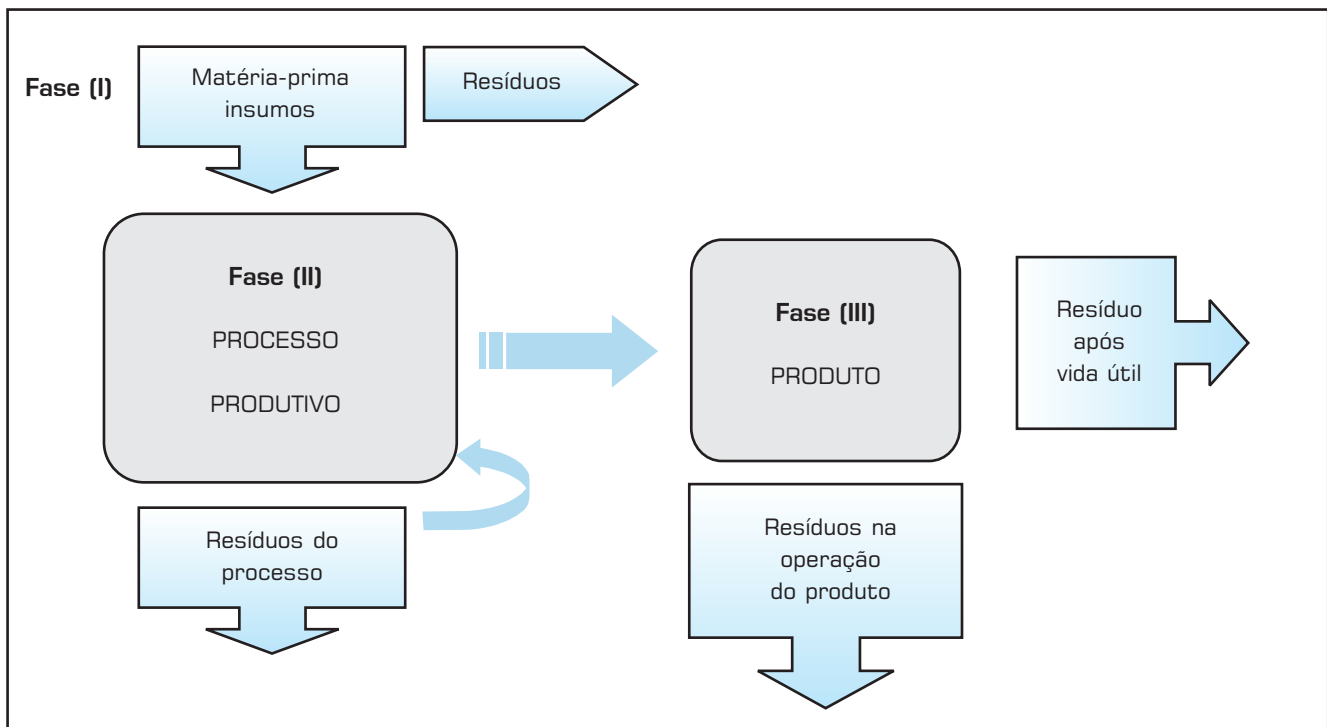 Fase (I)
Matéria-prima
insumos
Resíduos
Fase (II)
PROCESSO
PRODUTIVO
Fase (III)
PRODUTO
Resíduo
após
vida útil
Resíduos do
processo
Resíduos na
operação
do produto